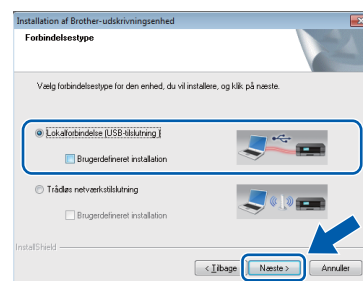 Installation af Brother-udskrivningsenhed
Forbindelsestype
Vælg forbindelsestype for den enhed, du vil installere, og klik på næste.
Lokalforbindelse (USB-tilslutning )
Brugerdefineret installation
Trådløs netværkstilslutning
Brugerdefineret installation
InstallShield
< Tilbage Næste > Annuller